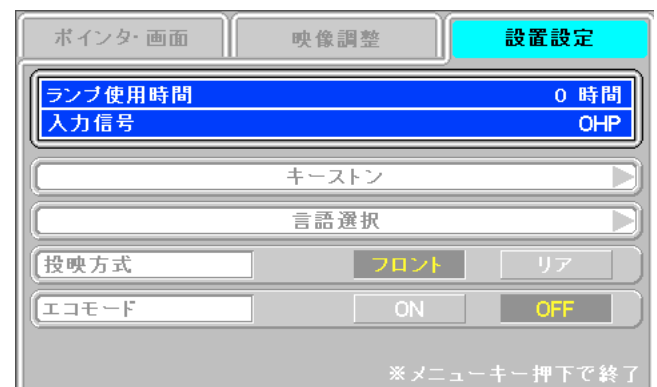 ポインタ・画面 映像調整 設置設定
ランプ使用時間 0 時間
入力信号 OHP
キーストン
言語選択
投映方式 フロント リア
エコモード ON OFF
※メニューキー押下で終了